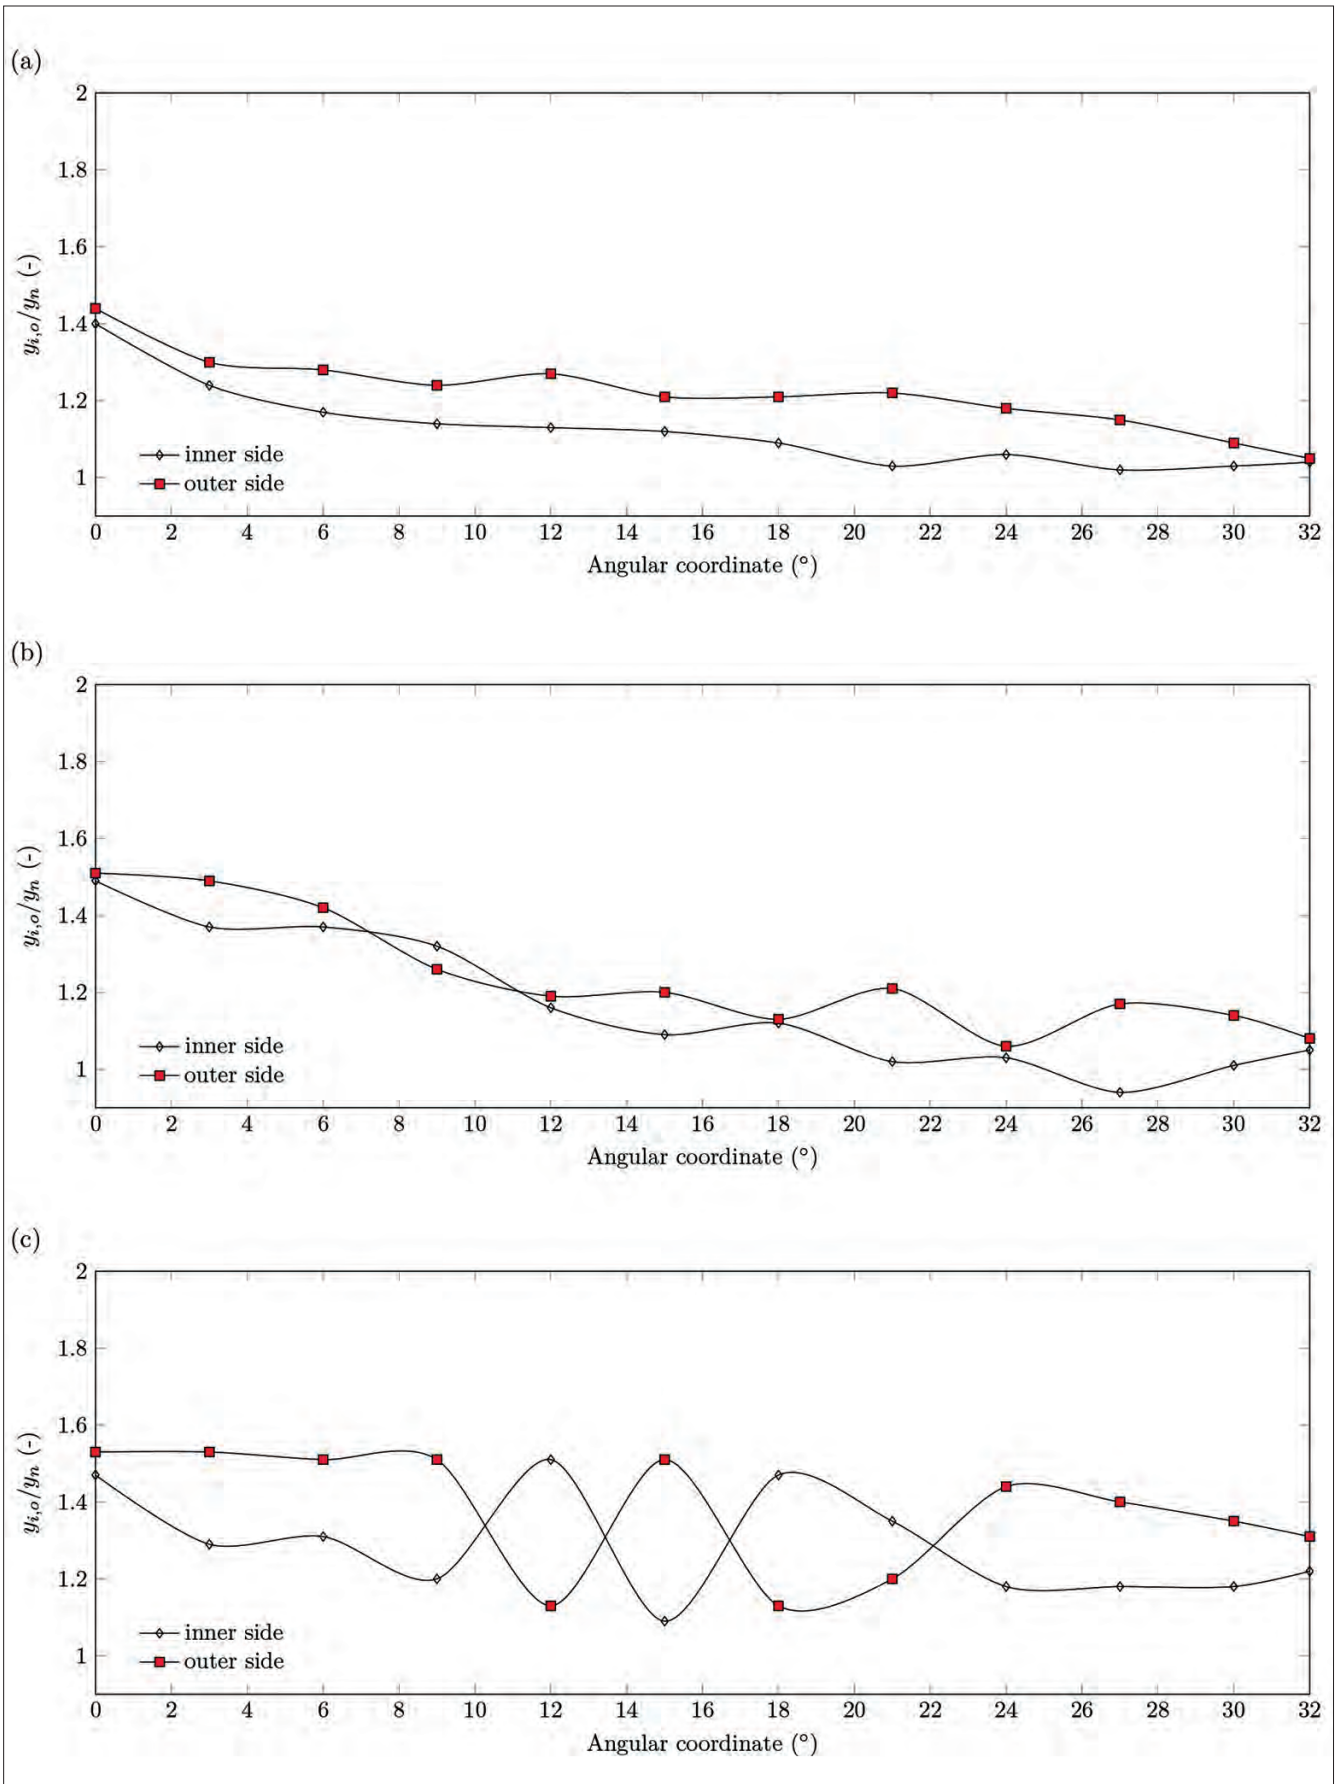 (a)
2
1.8
1.6
1.4
1.2
1
y_{i,o}/y_n (-)
inner side
outer side
0 2 4 6 8 10 12 14 16 18 20 22 24 26 28 30 32
Angular coordinate (°)
(b)
2
1.8
1.6
1.4
1.2
1
y_{i,o}/y_n (-)
inner side
outer side
0 2 4 6 8 10 12 14 16 18 20 22 24 26 28 30 32
Angular coordinate (°)
(c)
2
1.8
1.6
1.4
1.2
1
y_{i,o}/y_n (-)
inner side
outer side
0 2 4 6 8 10 12 14 16 18 20 22 24 26 28 30 32
Angular coordinate (°)